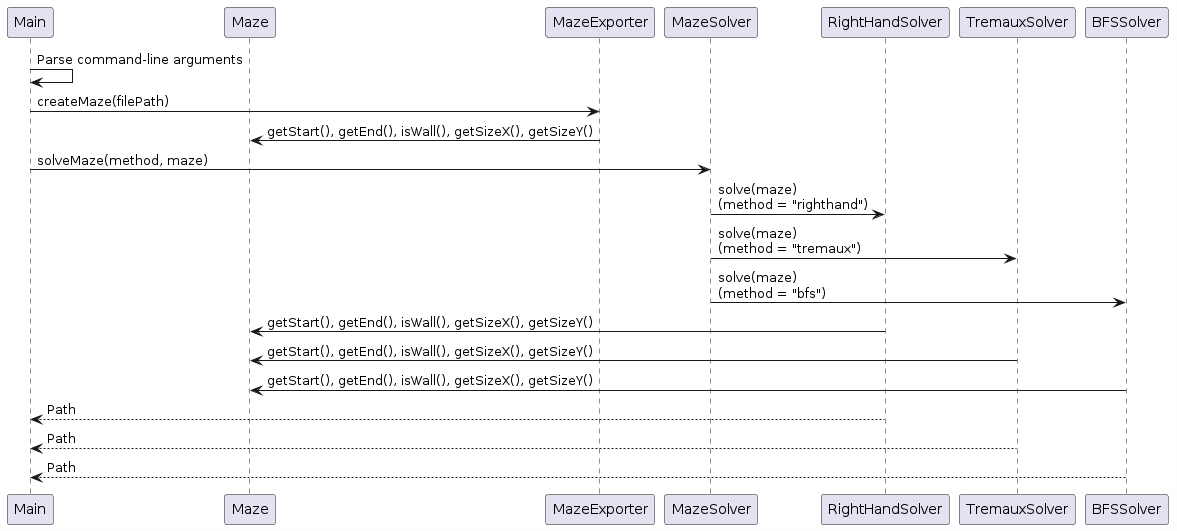 Main
Maze
MazeExporter
MazeSolver
RightHandSolver
TremauxSolver
BFSSolver
Parse command-line arguments
createMaze(filePath)
getStart(), getEnd(), isWall(), getSizeX(), getSizeY()
solveMaze(method, maze)
solve(maze)
(method = "righthand")
solve(maze)
(method = "tremaux")
solve(maze)
(method = "bfs")
getStart(), getEnd(), isWall(), getSizeX(), getSizeY()
getStart(), getEnd(), isWall(), getSizeX(), getSizeY()
getStart(), getEnd(), isWall(), getSizeX(), getSizeY()
Path
Path
Path
Main
Maze
MazeExporter
MazeSolver
RightHandSolver
TremauxSolver
BFSSolver